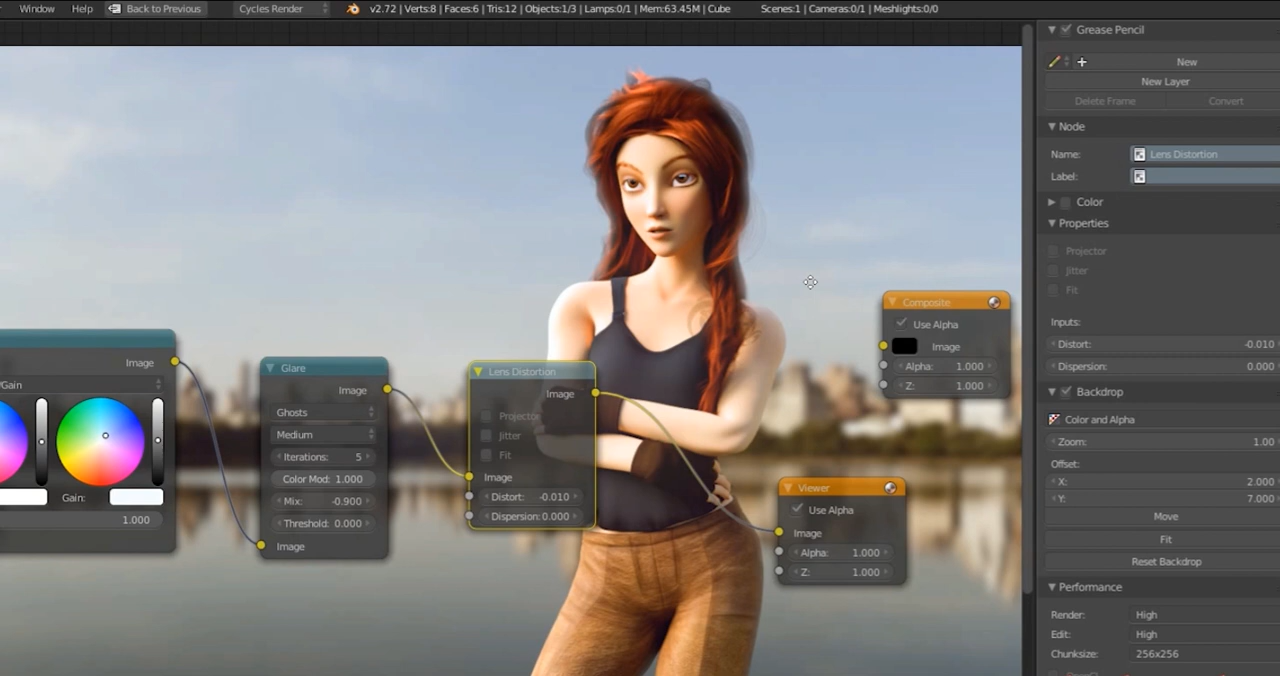 Window Help Back to Previous Cycles Render v2.72 | Verts:8 | Faces:6 | Tris:12 | Objects:1/3 | Lamps:0/1 | Mem:63.45M | Cube Scenes:1 | Cameras:0/1 | Meshlights:0/0
Image
/Gain
Gain:
1.000
Glare
Image
Ghosts
Medium
Iterations: 5
Color Mod: 1.000
Mix: -0.900
Threshold: 0.000
Image
Lens Distortion
Image
Projector
Jitter
Fit
Image
Distort: -0.010
Dispersion: 0.000
Composite
Use Alpha
Image
Alpha: 1.000
Z: 1.000
Viewer
Use Alpha
Image
Alpha: 1.000
Z: 1.000
Grease Pencil
New
New Layer
Delete Frame Convert
Node
Name: Lens Distortion
Label:
Color
Properties
Projector
Jitter
Fit
Inputs:
Distort: -0.010
Dispersion: 0.000
Backdrop
Color and Alpha
Zoom: 1.00
Offset:
X: 2.000
Y: 7.000
Move
Fit
Reset Backdrop
Performance
Render: High
Edit: High
Chunksize: 256x256